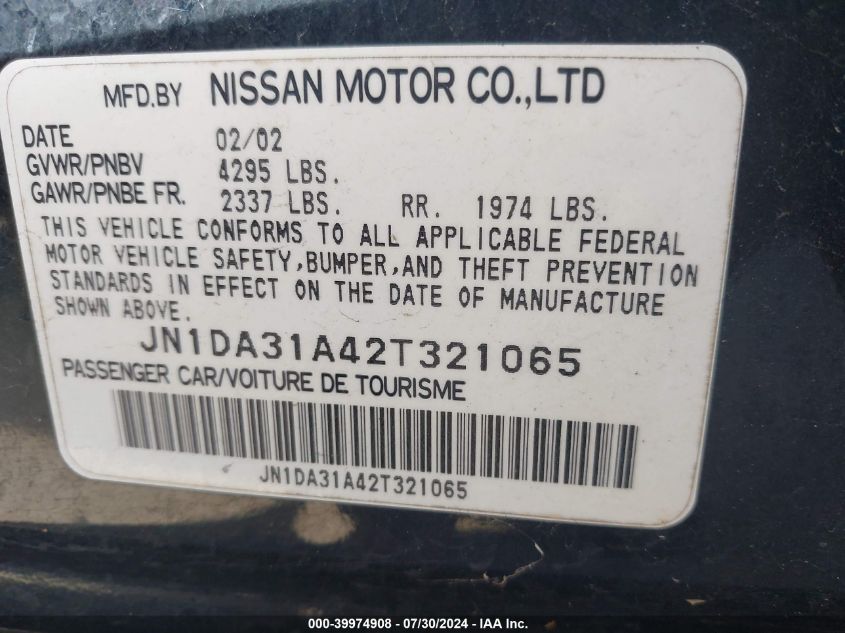 MFD.BY NISSAN MOTOR CO.,LTD
DATE 02/02
GVWR/PNBV 4295 LBS.
GAWR/PNBE FR. 2337 LBS. RR. 1974 LBS.
THIS VEHICLE CONFORMS TO ALL APPLICABLE FEDERAL
MOTOR VEHICLE SAFETY,BUMPER,AND THEFT PREVENTION
STANDARDS IN EFFECT ON THE DATE OF MANUFACTURE
SHOWN ABOVE.
JN1DA31A42T321065
PASSENGER CAR/VOITURE DE TOURISME
JN1DA31A42T321065
000-39974908 - 07/30/2024 - IAA Inc.